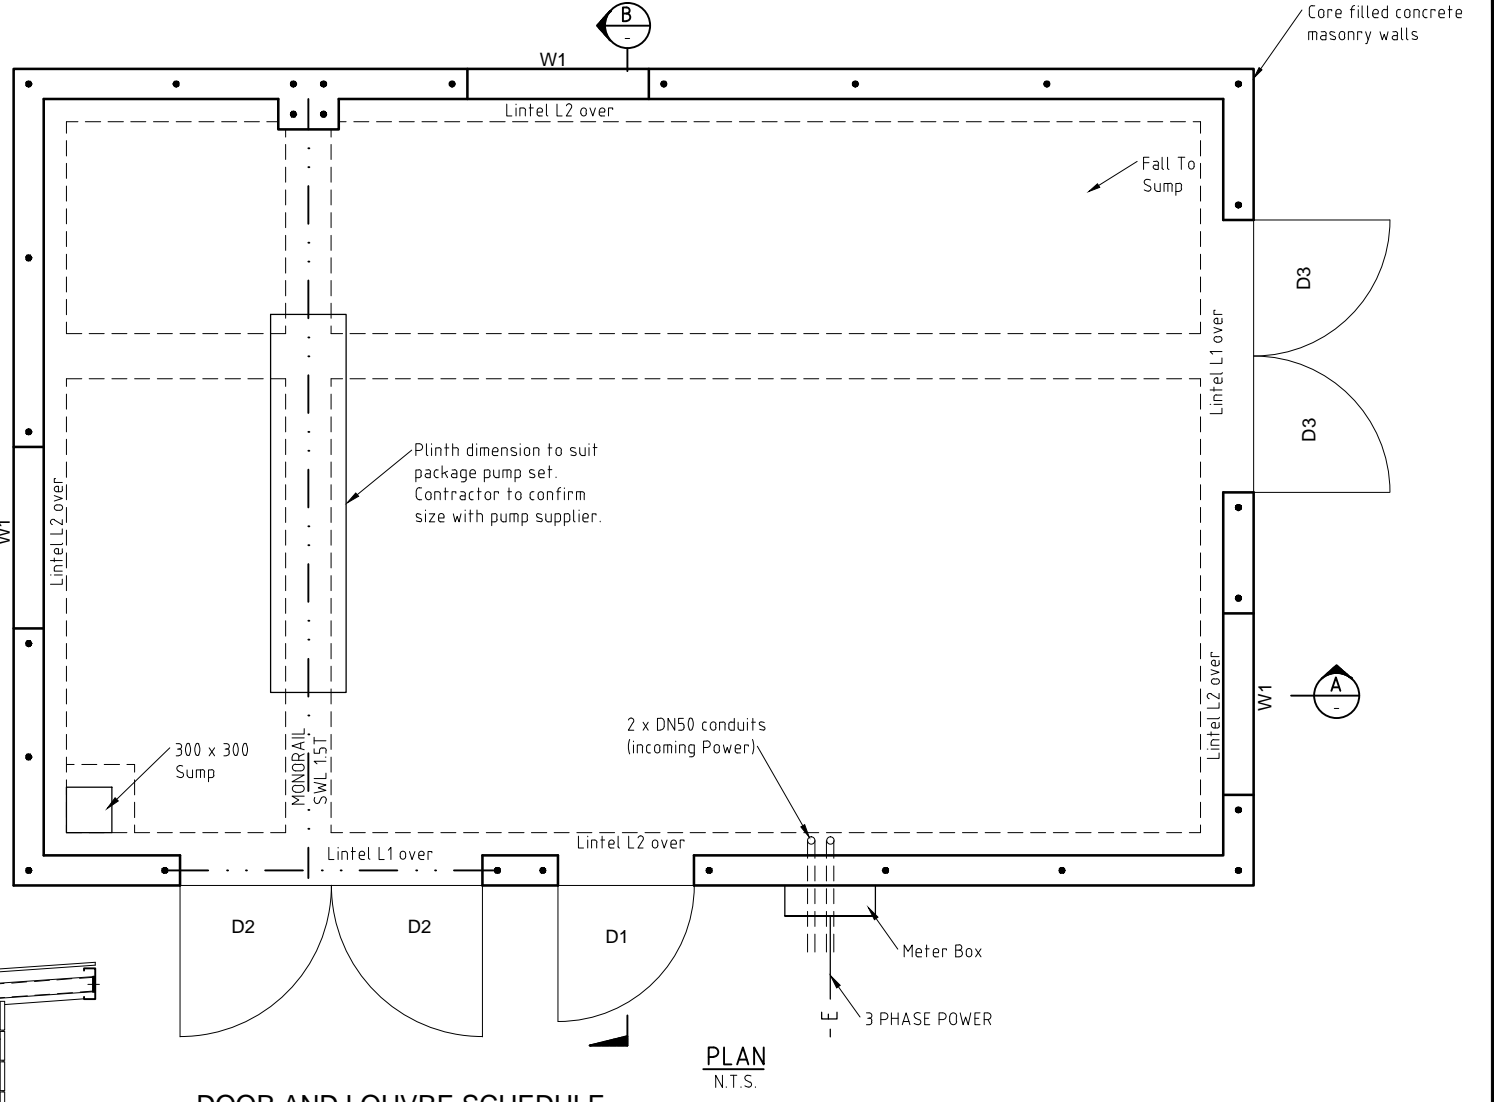 B
-
Core filled concrete
masonry walls
W1
Lintel L2 over
Fall To
Sump
D3
Lintel L1 over
D3
Plinth dimension to suit
package pump set.
Contractor to confirm
size with pump supplier.
W1
Lintel L2 over
Lintel L2 over
W1
A
-
2 x DN50 conduits
(incoming Power)
300 x 300
Sump
MONORAIL
SWL 1.5T
Lintel L1 over
Lintel L2 over
D2
D2
D1
Meter Box
E
3 PHASE POWER
PLAN
N.T.S.
DOOR AND LOUVRE SCHEDULE